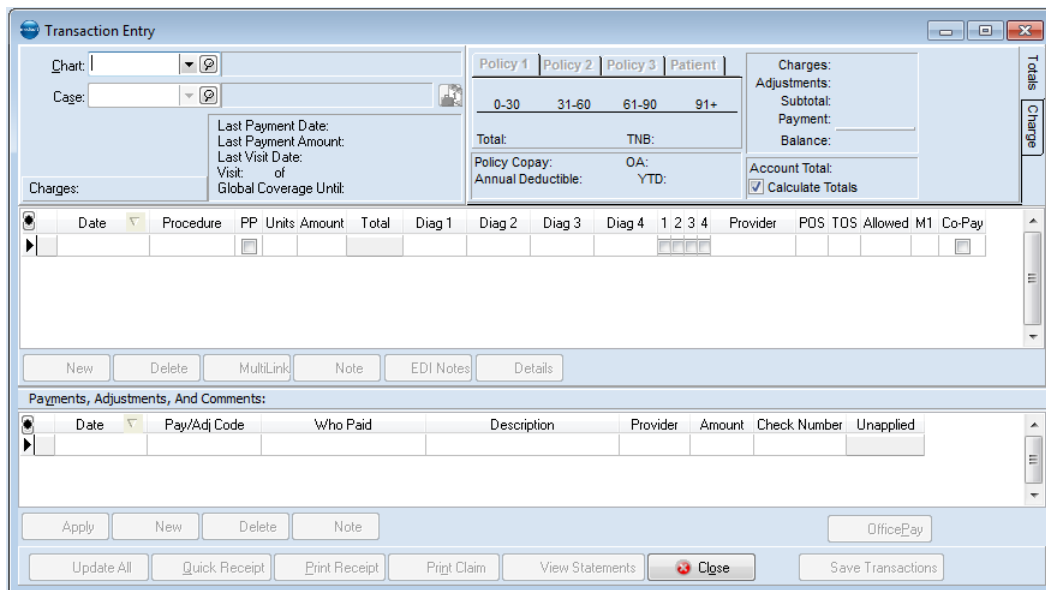 Transaction Entry
Chart:
Case:
Last Payment Date:
Last Payment Amount:
Last Visit Date:
Visit: of
Global Coverage Until:
Charges:
Policy 1 Policy 2 Policy 3 Patient
0-30 31-60 61-90 91+
Total: TNB:
Policy Copay: OA:
Annual Deductible: YTD:
Charges:
Adjustments:
Subtotal:
Payment:
Balance:
Account Total:
Calculate Totals
Totals
Charge
Date Procedure PP Units Amount Total Diag 1 Diag 2 Diag 3 Diag 4 1 2 3 4 Provider POS TOS Allowed M1 Co-Pay
New Delete MultiLink Note EDI Notes Details
Payments, Adjustments, And Comments:
Date Pay/Adj Code Who Paid Description Provider Amount Check Number Unapplied
Apply New Delete Note OfficePay
Update All Quick Receipt Print Receipt Print Claim View Statements Close Save Transactions